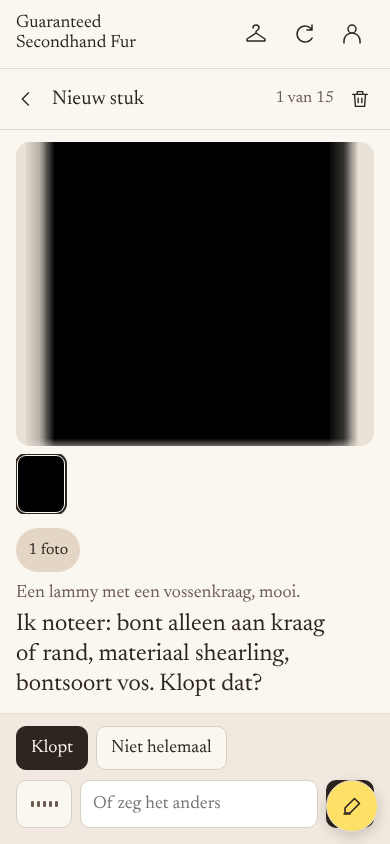 Guaranteed
Secondhand Fur
Nieuw stuk
1 van 15
1 foto
Een lammy met een vossenkraag, mooi.
Ik noteer: bont alleen aan kraag
of rand, materiaal shearling,
bontsoort vos. Klopt dat?
Klopt
Niet helemaal
Of zeg het anders